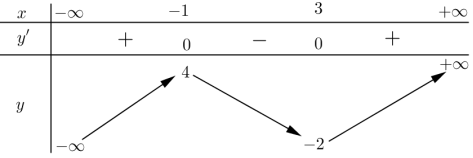 x −∞ −1 3 +∞
y′ + 0 − 0 +
y −∞ 4 −2 +∞